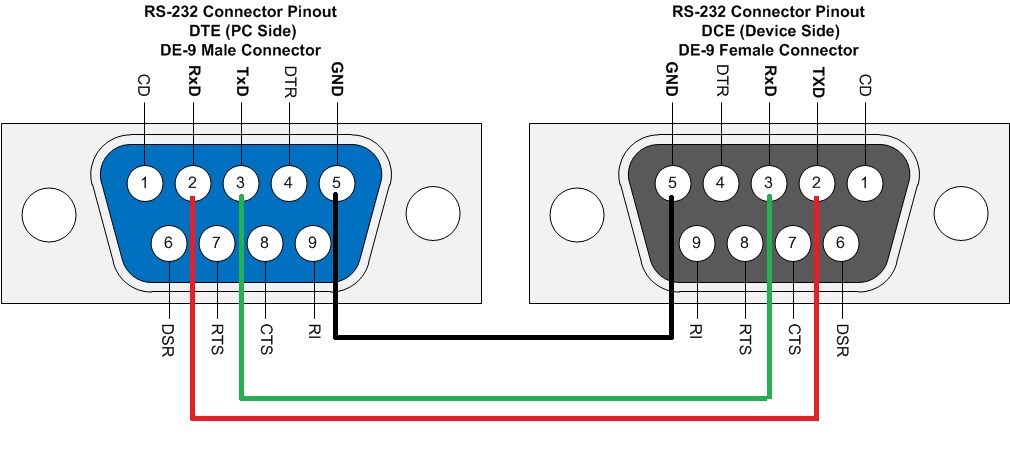 RS-232 Connector Pinout
DTE (PC Side)
DE-9 Male Connector
CD RxD TxD DTR GND
1 2 3 4 5
6 7 8 9
DSR RTS CTS RI
RS-232 Connector Pinout
DCE (Device Side)
DE-9 Female Connector
GND DTR RxD TXD CD
5 4 3 2 1
9 8 7 6
RI RTS CTS DSR